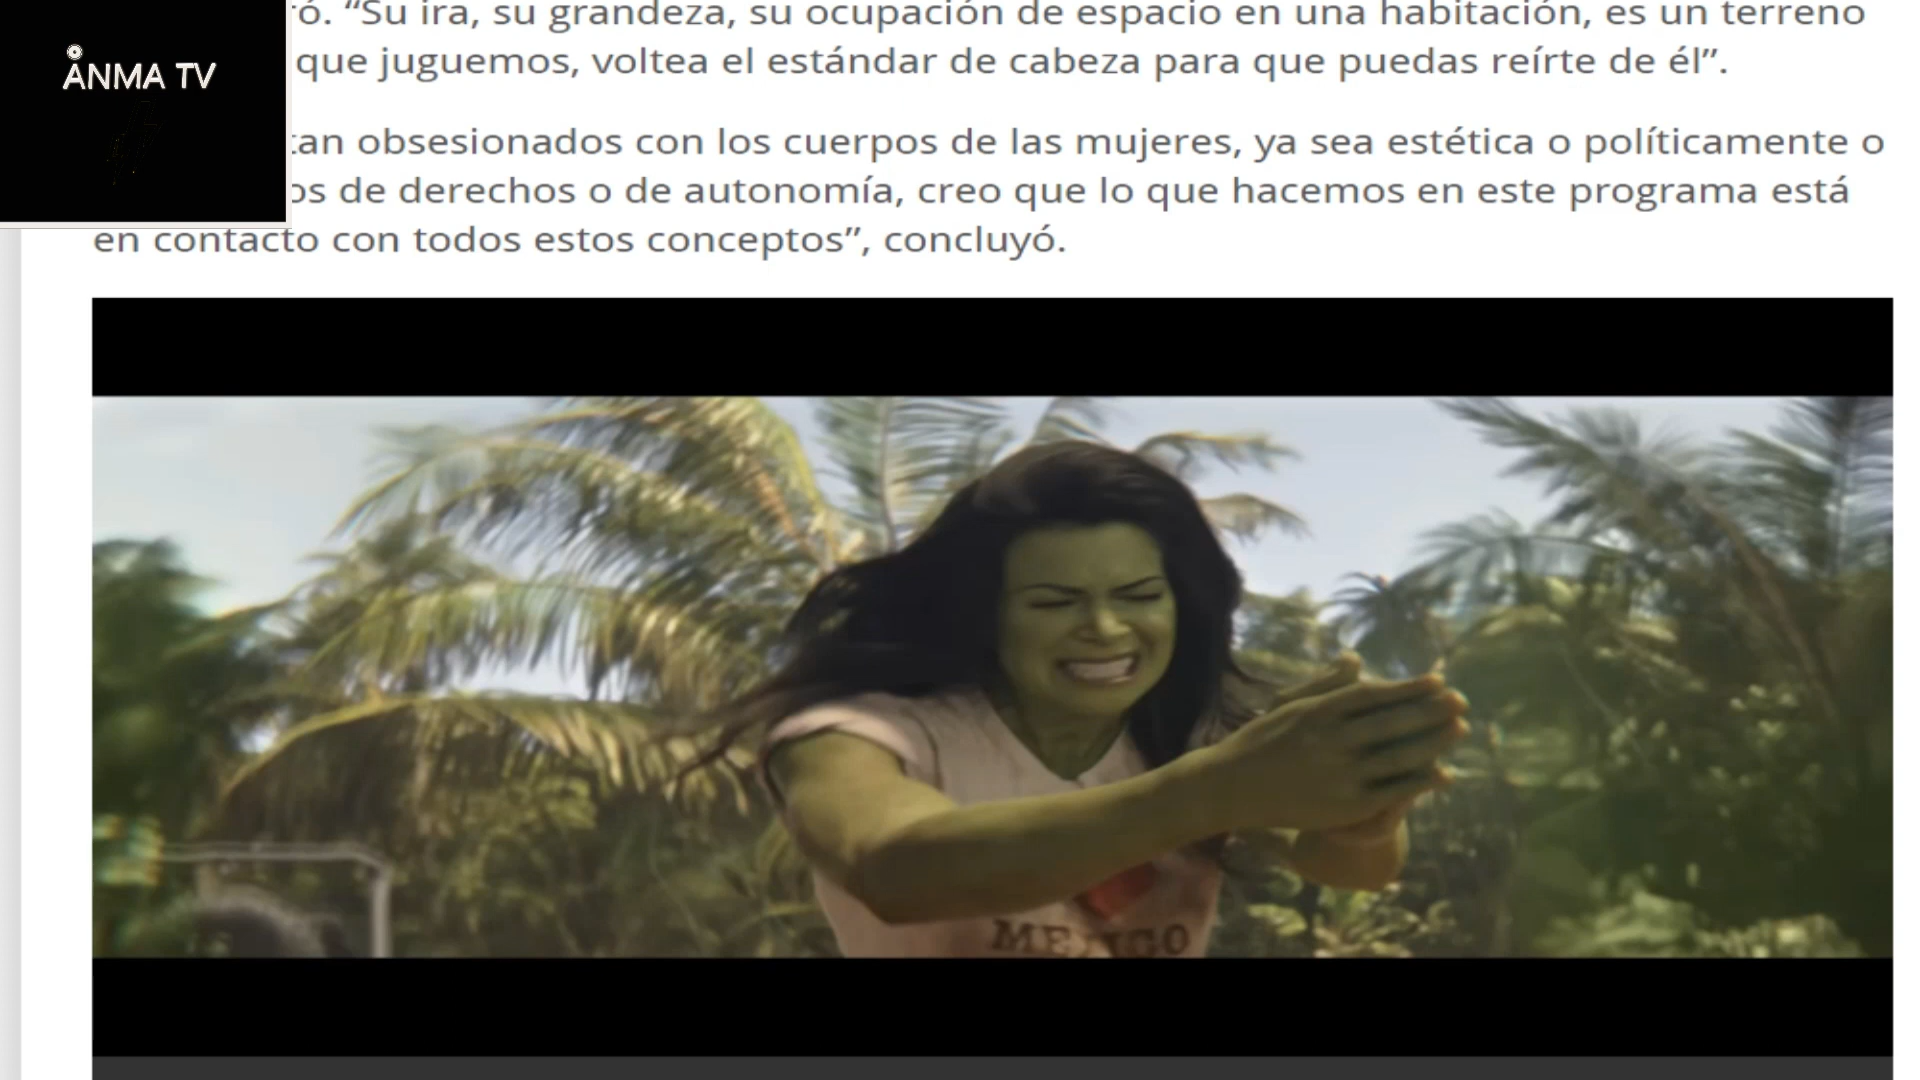 ÅNMA TV
ró. “Su ira, su grandeza, su ocupación de espacio en una habitación, es un terreno
que juguemos, voltea el estándar de cabeza para que puedas reírte de él”.
tan obsesionados con los cuerpos de las mujeres, ya sea estética o políticamente o
os de derechos o de autonomía, creo que lo que hacemos en este programa está
en contacto con todos estos conceptos”, concluyó.